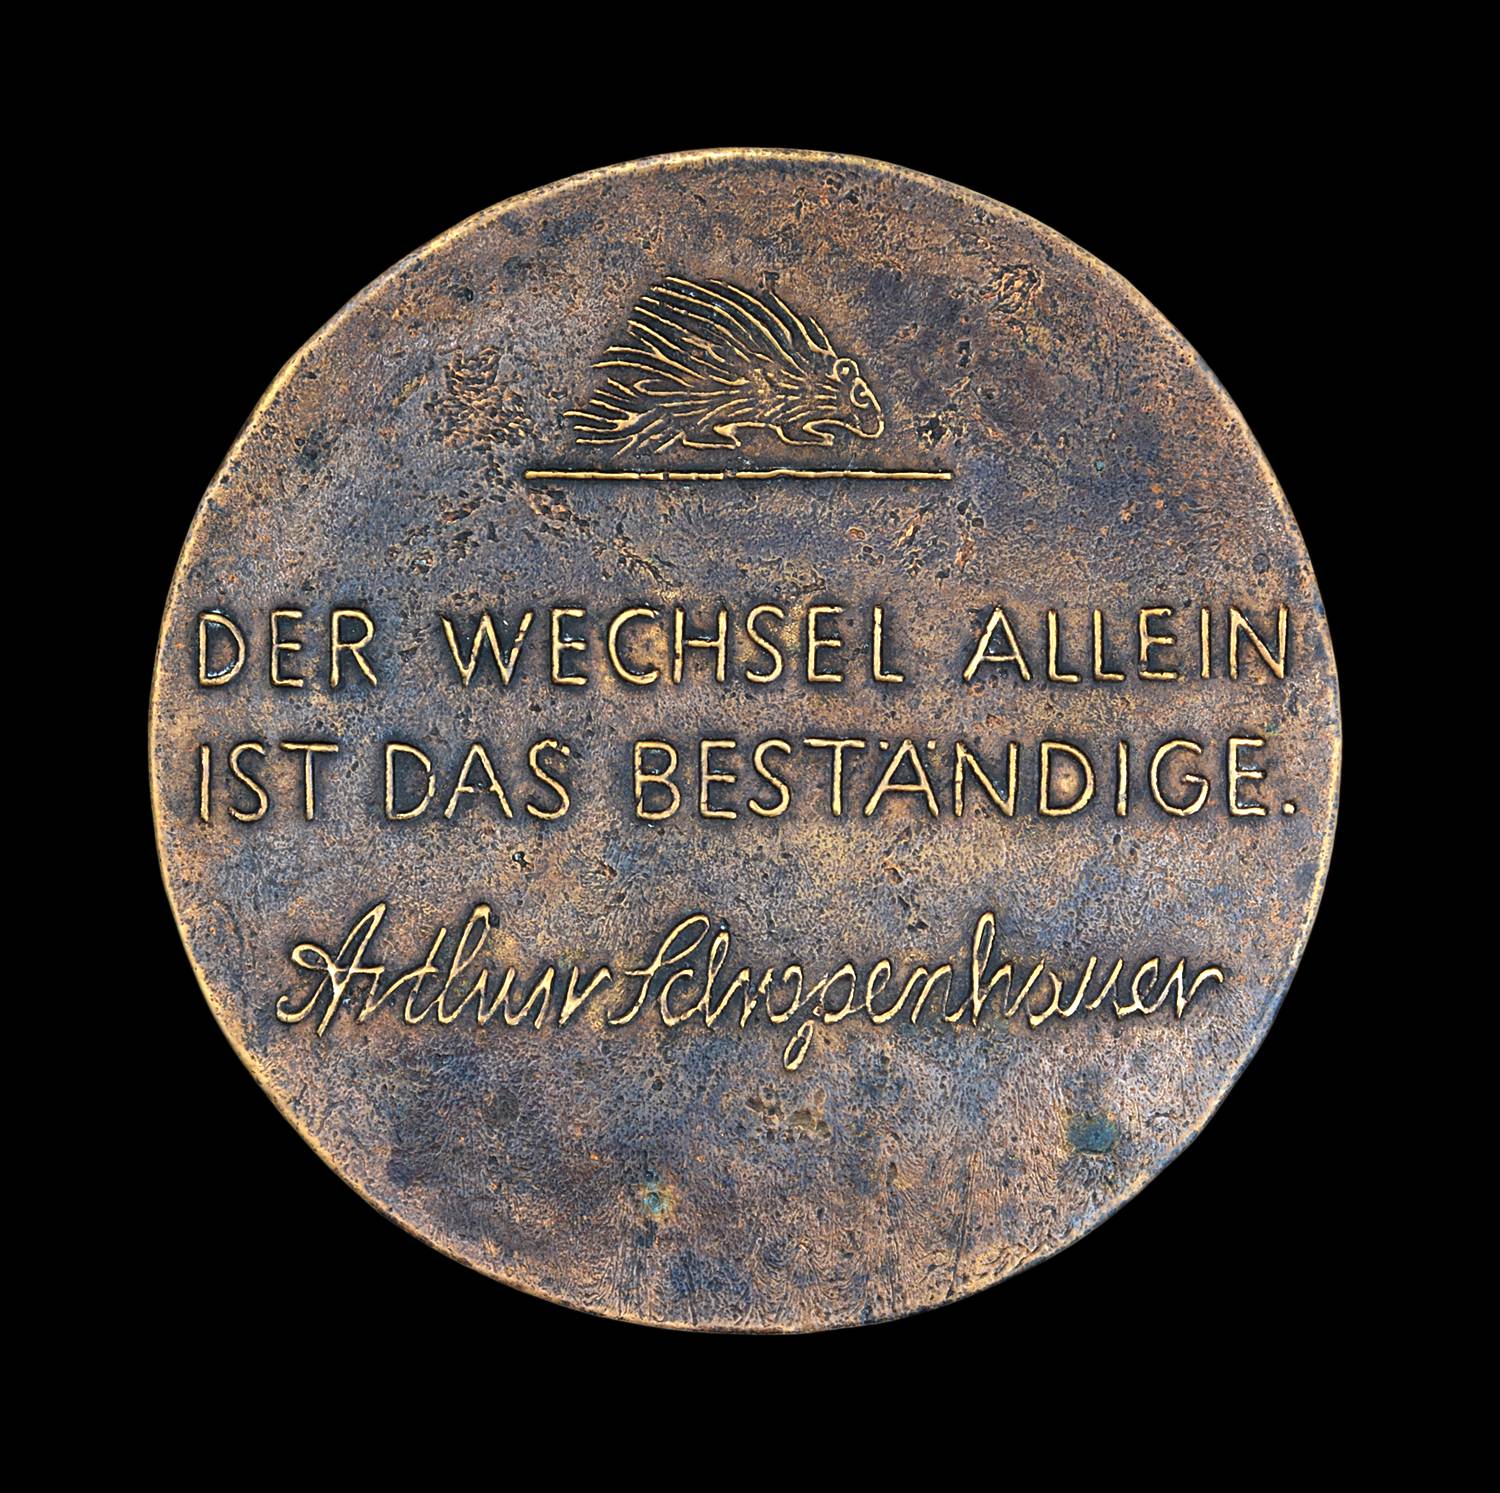 DER WECHSEL ALLEIN
IST DAS BESTÄNDIGE.
Arthur Schopenhauer